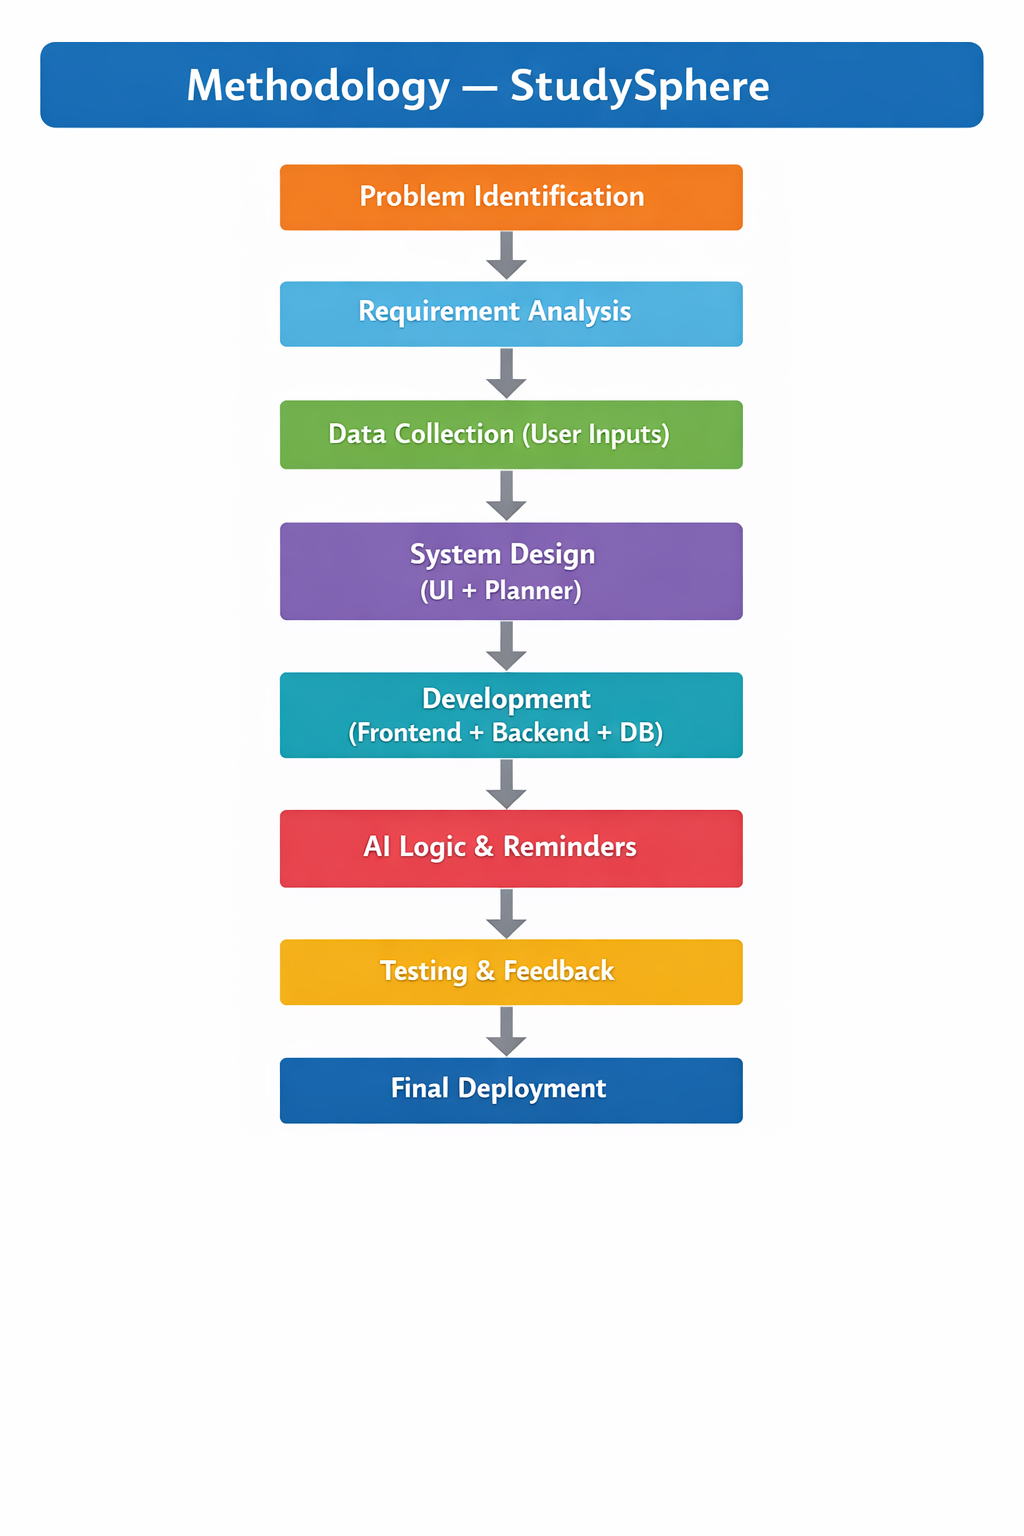 Methodology — StudySphere
Problem Identification
Requirement Analysis
Data Collection (User Inputs)
System Design
(UI + Planner)
Development
(Frontend + Backend + DB)
AI Logic & Reminders
Testing & Feedback
Final Deployment